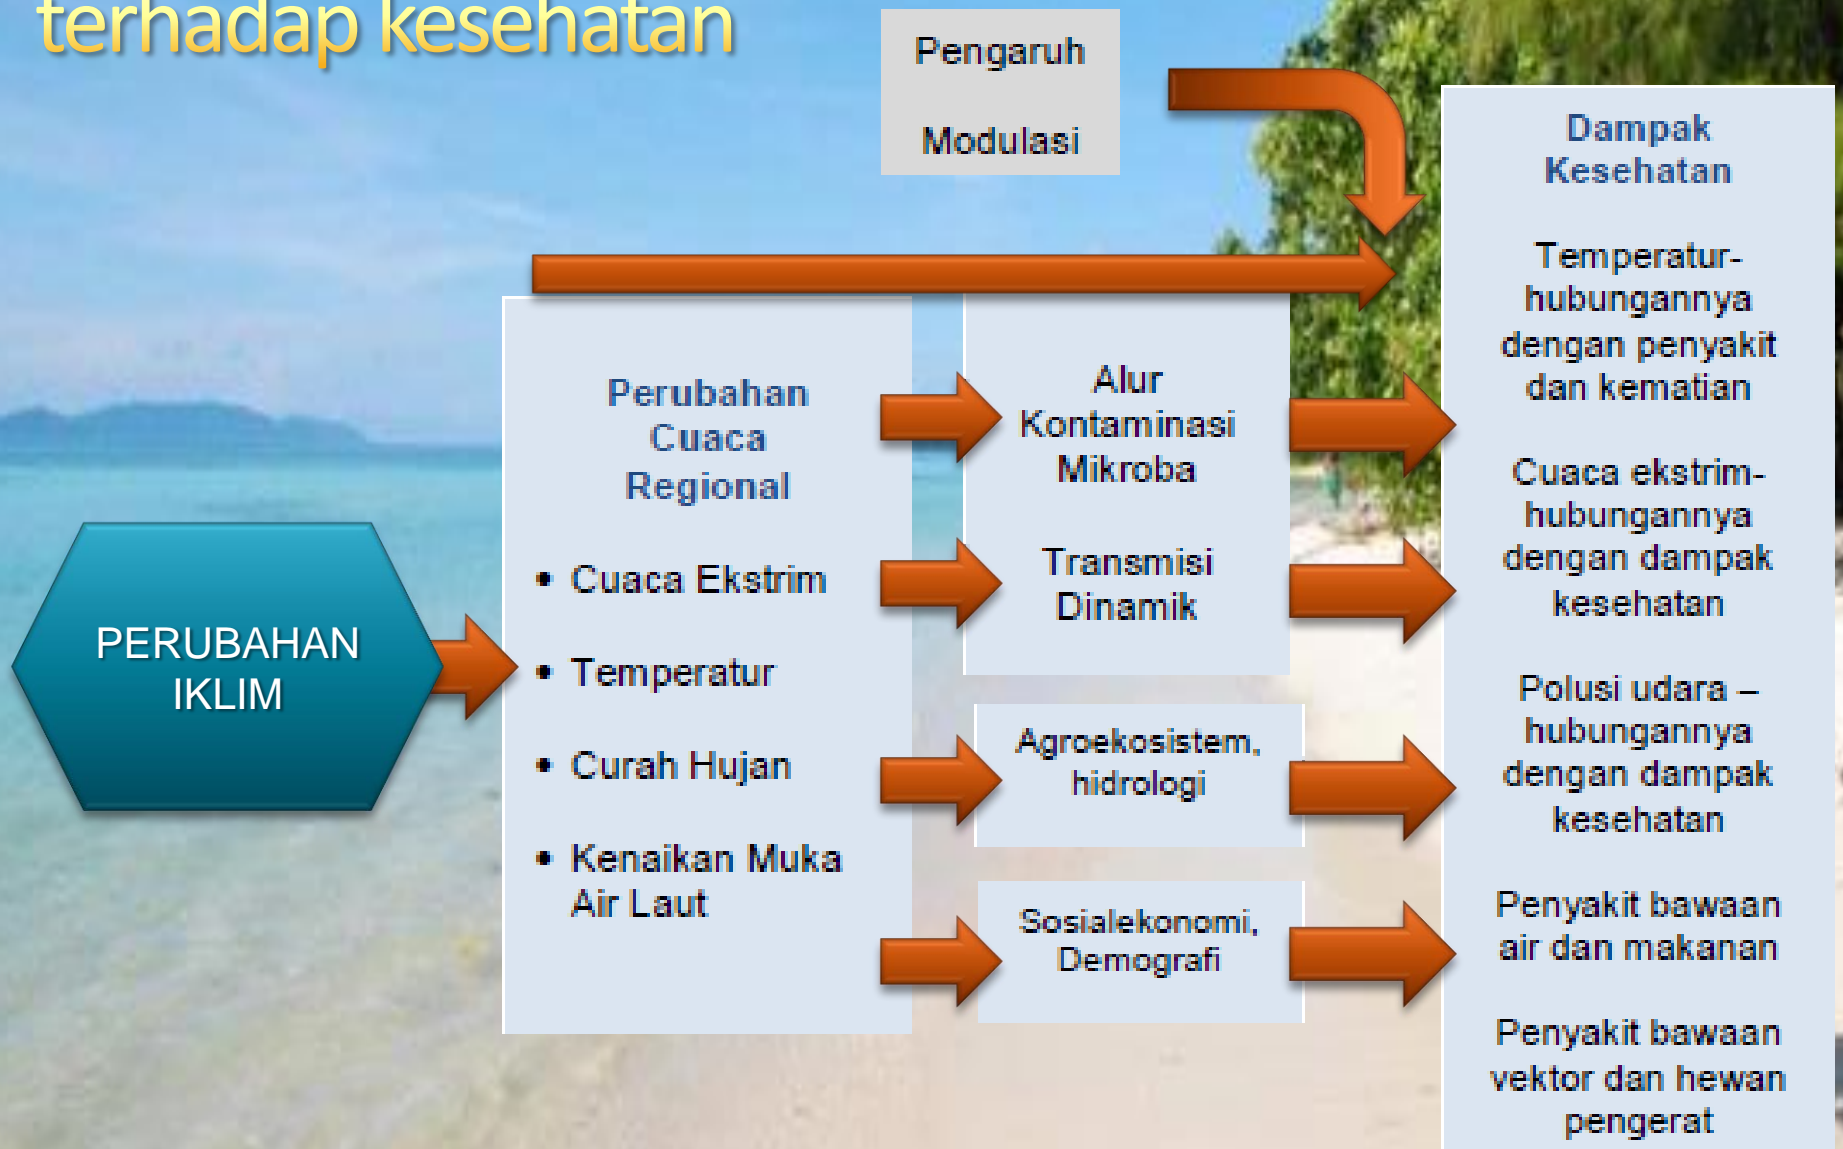 terhadap kesehatan
Pengaruh
Modulasi
PERUBAHAN
IKLIM
Perubahan
Cuaca
Regional
• Cuaca Ekstrim
• Temperatur
• Curah Hujan
• Kenaikan Muka
Air Laut
Alur
Kontaminasi
Mikroba
Transmisi
Dinamik
Agroekosistem,
hidrologi
Sosialekonomi,
Demografi
Dampak
Kesehatan
Temperatur-
hubungannya
dengan penyakit
dan kematian
Cuaca ekstrim-
hubungannya
dengan dampak
kesehatan
Polusi udara –
hubungannya
dengan dampak
kesehatan
Penyakit bawaan
air dan makanan
Penyakit bawaan
vektor dan hewan
pengerat